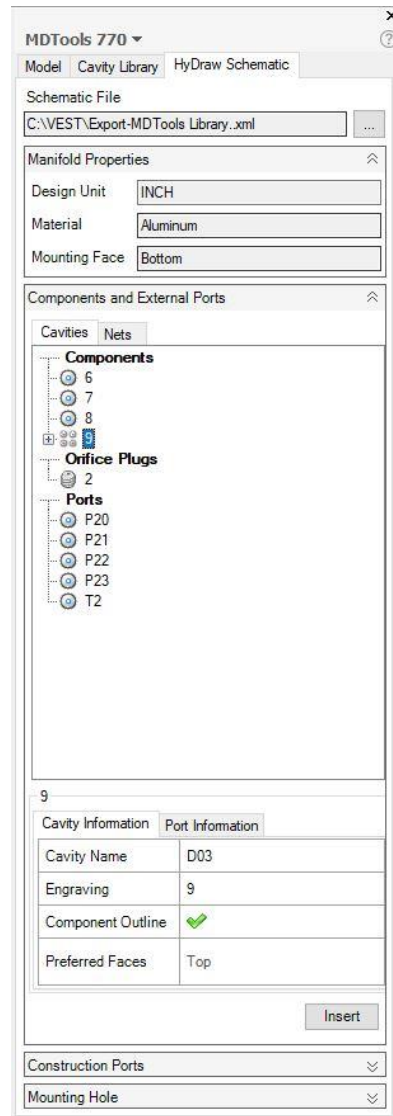 MDTools 770
Model Cavity Library HyDraw Schematic
Schematic File
C:\VEST\Export-MDTools Library..xml ...
Manifold Properties
Design Unit INCH
Material Aluminum
Mounting Face Bottom
Components and External Ports
Cavities Nets
Components
6
7
8
9
Orifice Plugs
2
Ports
P20
P21
P22
P23
T2
9
Cavity Information Port Information
Cavity Name D03
Engraving 9
Component Outline
Preferred Faces Top
Insert
Construction Ports
Mounting Hole